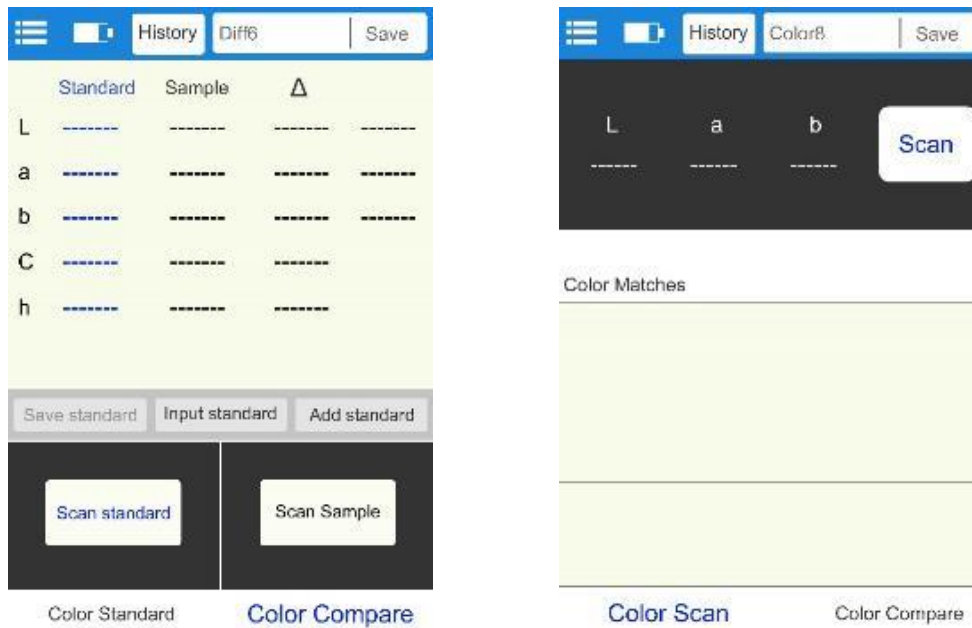 History Diff6 Save
Standard Sample Δ
L ------- ------- ------- -------
a ------- ------- ------- -------
b ------- ------- ------- -------
C ------- ------- -------
h ------- ------- -------
Save standard Input standard Add standard
Scan standard Scan Sample
Color Standard Color Compare
History Color8 Save
L a b
------ ------ ------
Scan
Color Matches
Color Scan Color Compare